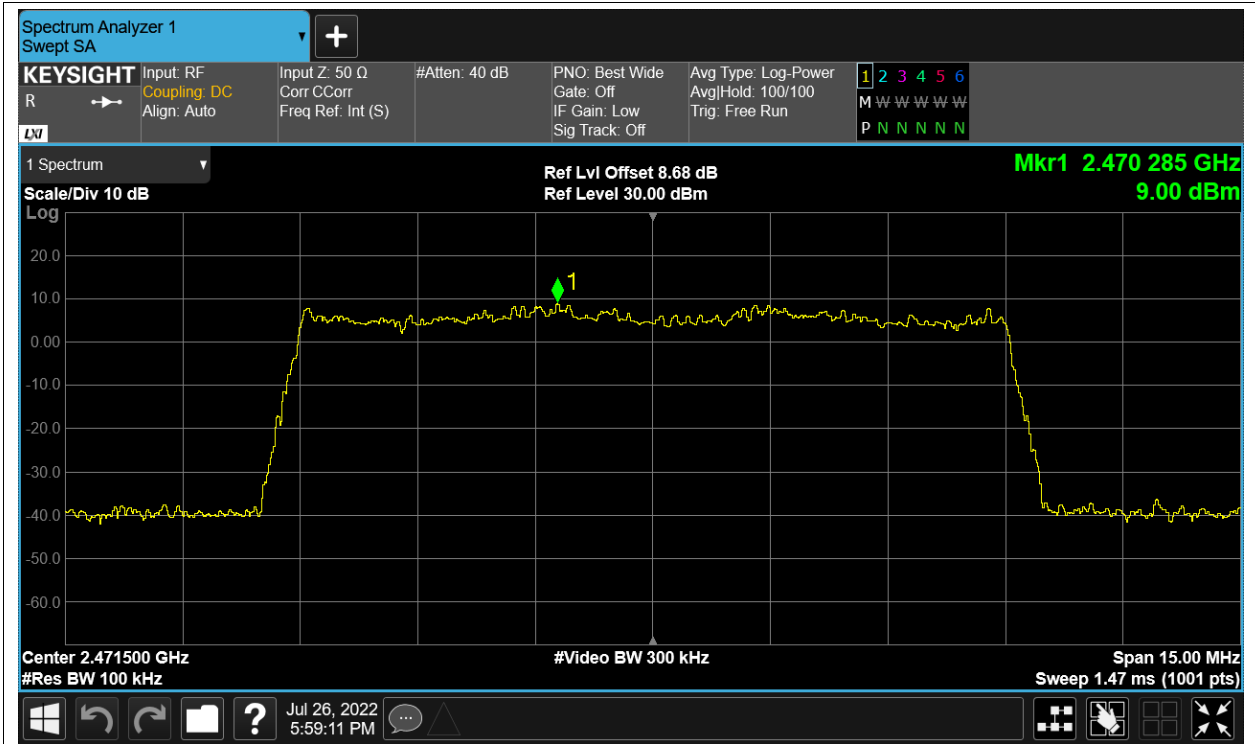 Spectrum Analyzer 1
Swept SA
KEYSIGHT
R
LXI
Input: RF
Coupling: DC
Align: Auto
Input Z: 50 Ω
Corr CCorr
Freq Ref: Int (S)
#Atten: 40 dB
PNO: Best Wide
Gate: Off
IF Gain: Low
Sig Track: Off
Avg Type: Log-Power
Avg|Hold: 100/100
Trig: Free Run
1 2 3 4 5 6
M W W W W W
P N N N N N
1 Spectrum
Scale/Div 10 dB
Log
Ref Lvl Offset 8.68 dB
Ref Level 30.00 dBm
Mkr1 2.470 285 GHz
9.00 dBm
20.0
10.0
0.00
-10.0
-20.0
-30.0
-40.0
-50.0
-60.0
1
Center 2.471500 GHz
#Res BW 100 kHz
#Video BW 300 kHz
Span 15.00 MHz
Sweep 1.47 ms (1001 pts)
?
Jul 26, 2022
5:59:11 PM